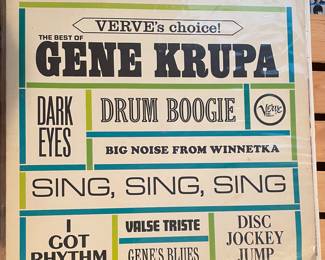 VERVE's choice!
THE BEST OF
GENE KRUPA
DARK
EYES
DRUM BOOGIE
Verve
BIG NOISE FROM WINNETKA
SING, SING, SING
I
GOT
RHYTHM
VALSE TRISTE
GENE'S BLUES
DISC
JOCKEY
JUMP